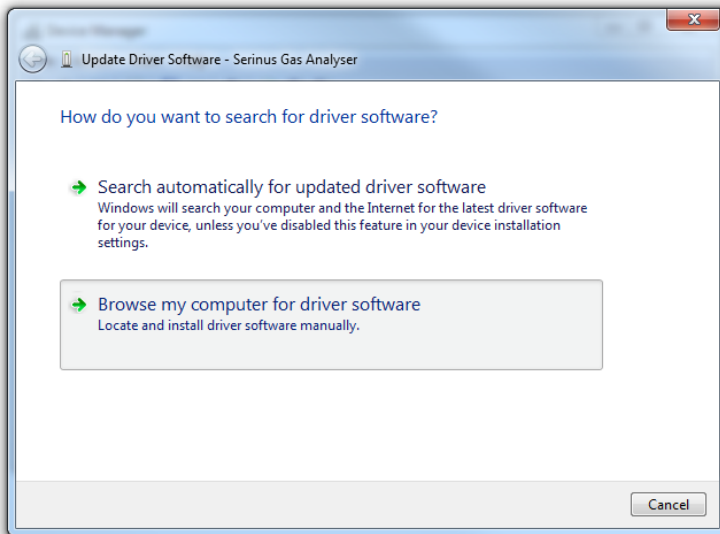 Device Manager
Update Driver Software - Serinus Gas Analyser
How do you want to search for driver software?
Search automatically for updated driver software
Windows will search your computer and the Internet for the latest driver software
for your device, unless you've disabled this feature in your device installation
settings.
Browse my computer for driver software
Locate and install driver software manually.
Cancel